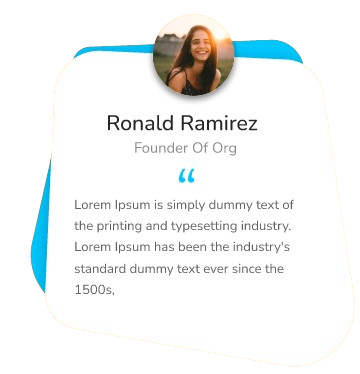 Ronald Ramirez
Founder Of Org
“
Lorem Ipsum is simply dummy text of
the printing and typesetting industry.
Lorem Ipsum has been the industry's
standard dummy text ever since the
1500s,